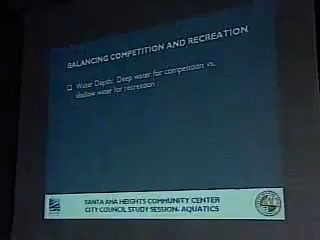 BALANCING COMPETITION AND RECREATION
Water Depth: Deep water for competition vs.
shallow water for recreation
SANTA ANA HEIGHTS COMMUNITY CENTER
CITY COUNCIL STUDY SESSION: AQUATICS